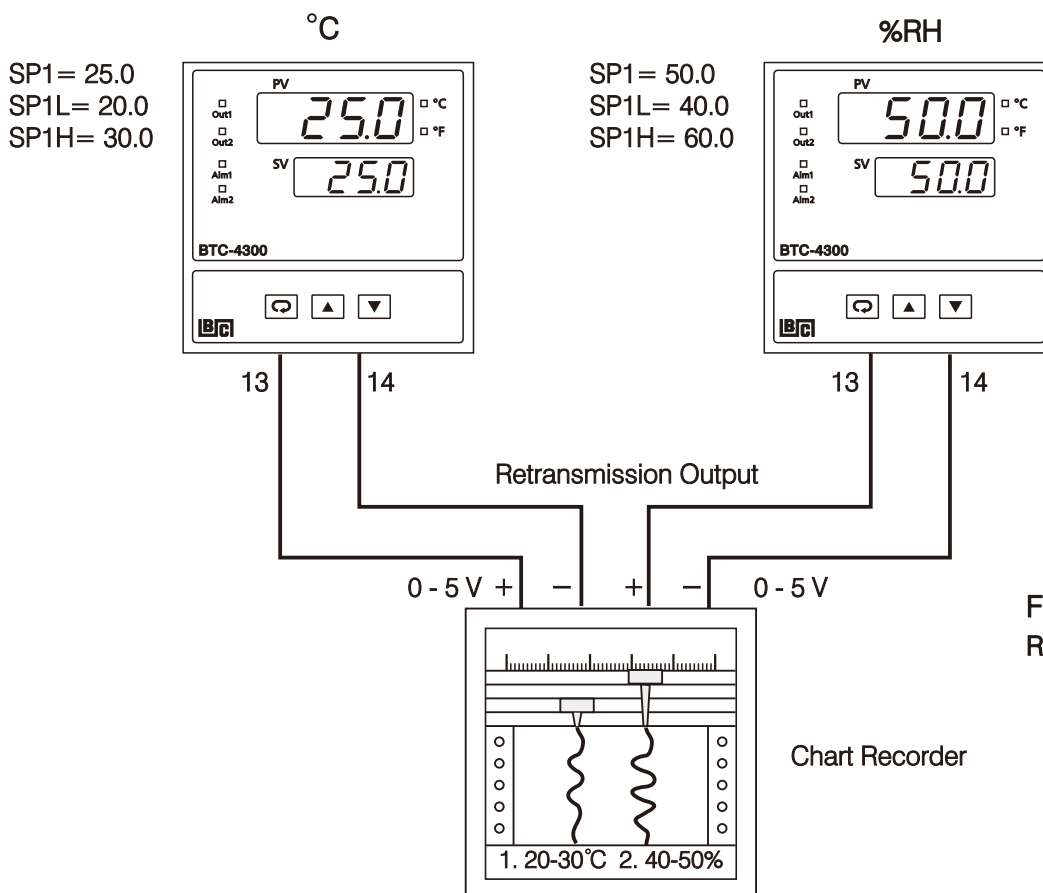 °C
SP1= 25.0
SP1L= 20.0
SP1H= 30.0
PV
25.0
°C
°F
Out1
Out2
SV
25.0
Alm1
Alm2
BTC-4300
BC
13
14
%RH
SP1= 50.0
SP1L= 40.0
SP1H= 60.0
PV
50.0
°C
°F
Out1
Out2
SV
50.0
Alm1
Alm2
BTC-4300
BC
13
14
Retransmission Output
0 - 5 V + − + − 0 - 5 V
F
R
Chart Recorder
1. 20-30°C 2. 40-50%